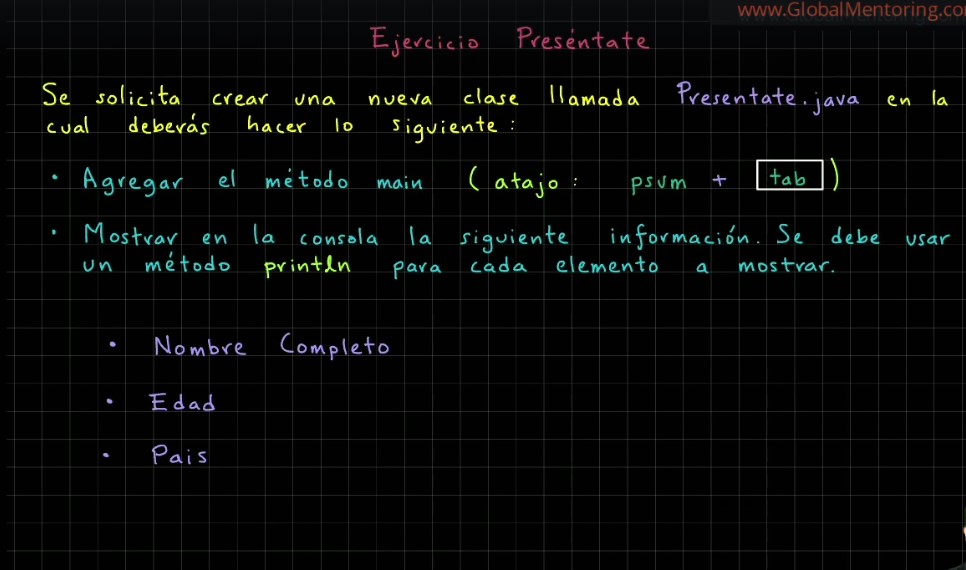 www.GlobalMentoring.co
Ejercicio Preséntate
Se solicita crear una nueva clase llamada Presentate.java en la
cual deberás hacer lo siguiente:
• Agregar el método main (atajo: psvm + tab)
• Mostrar en la consola la siguiente información. Se debe usar
un método println para cada elemento a mostrar.
• Nombre Completo
• Edad
• Pais